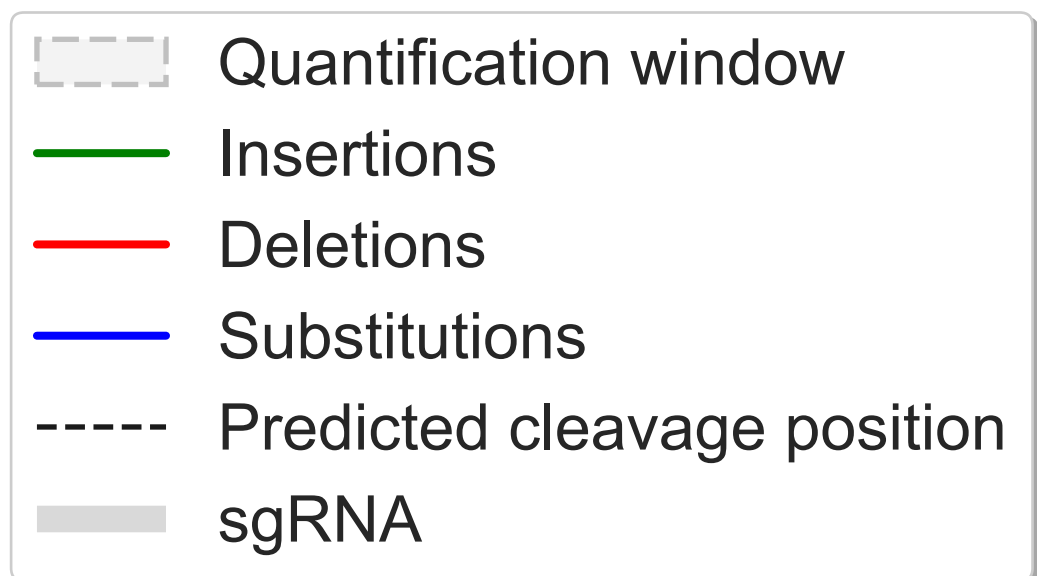 Quantification window
Insertions
Deletions
Substitutions
Predicted cleavage position
sgRNA